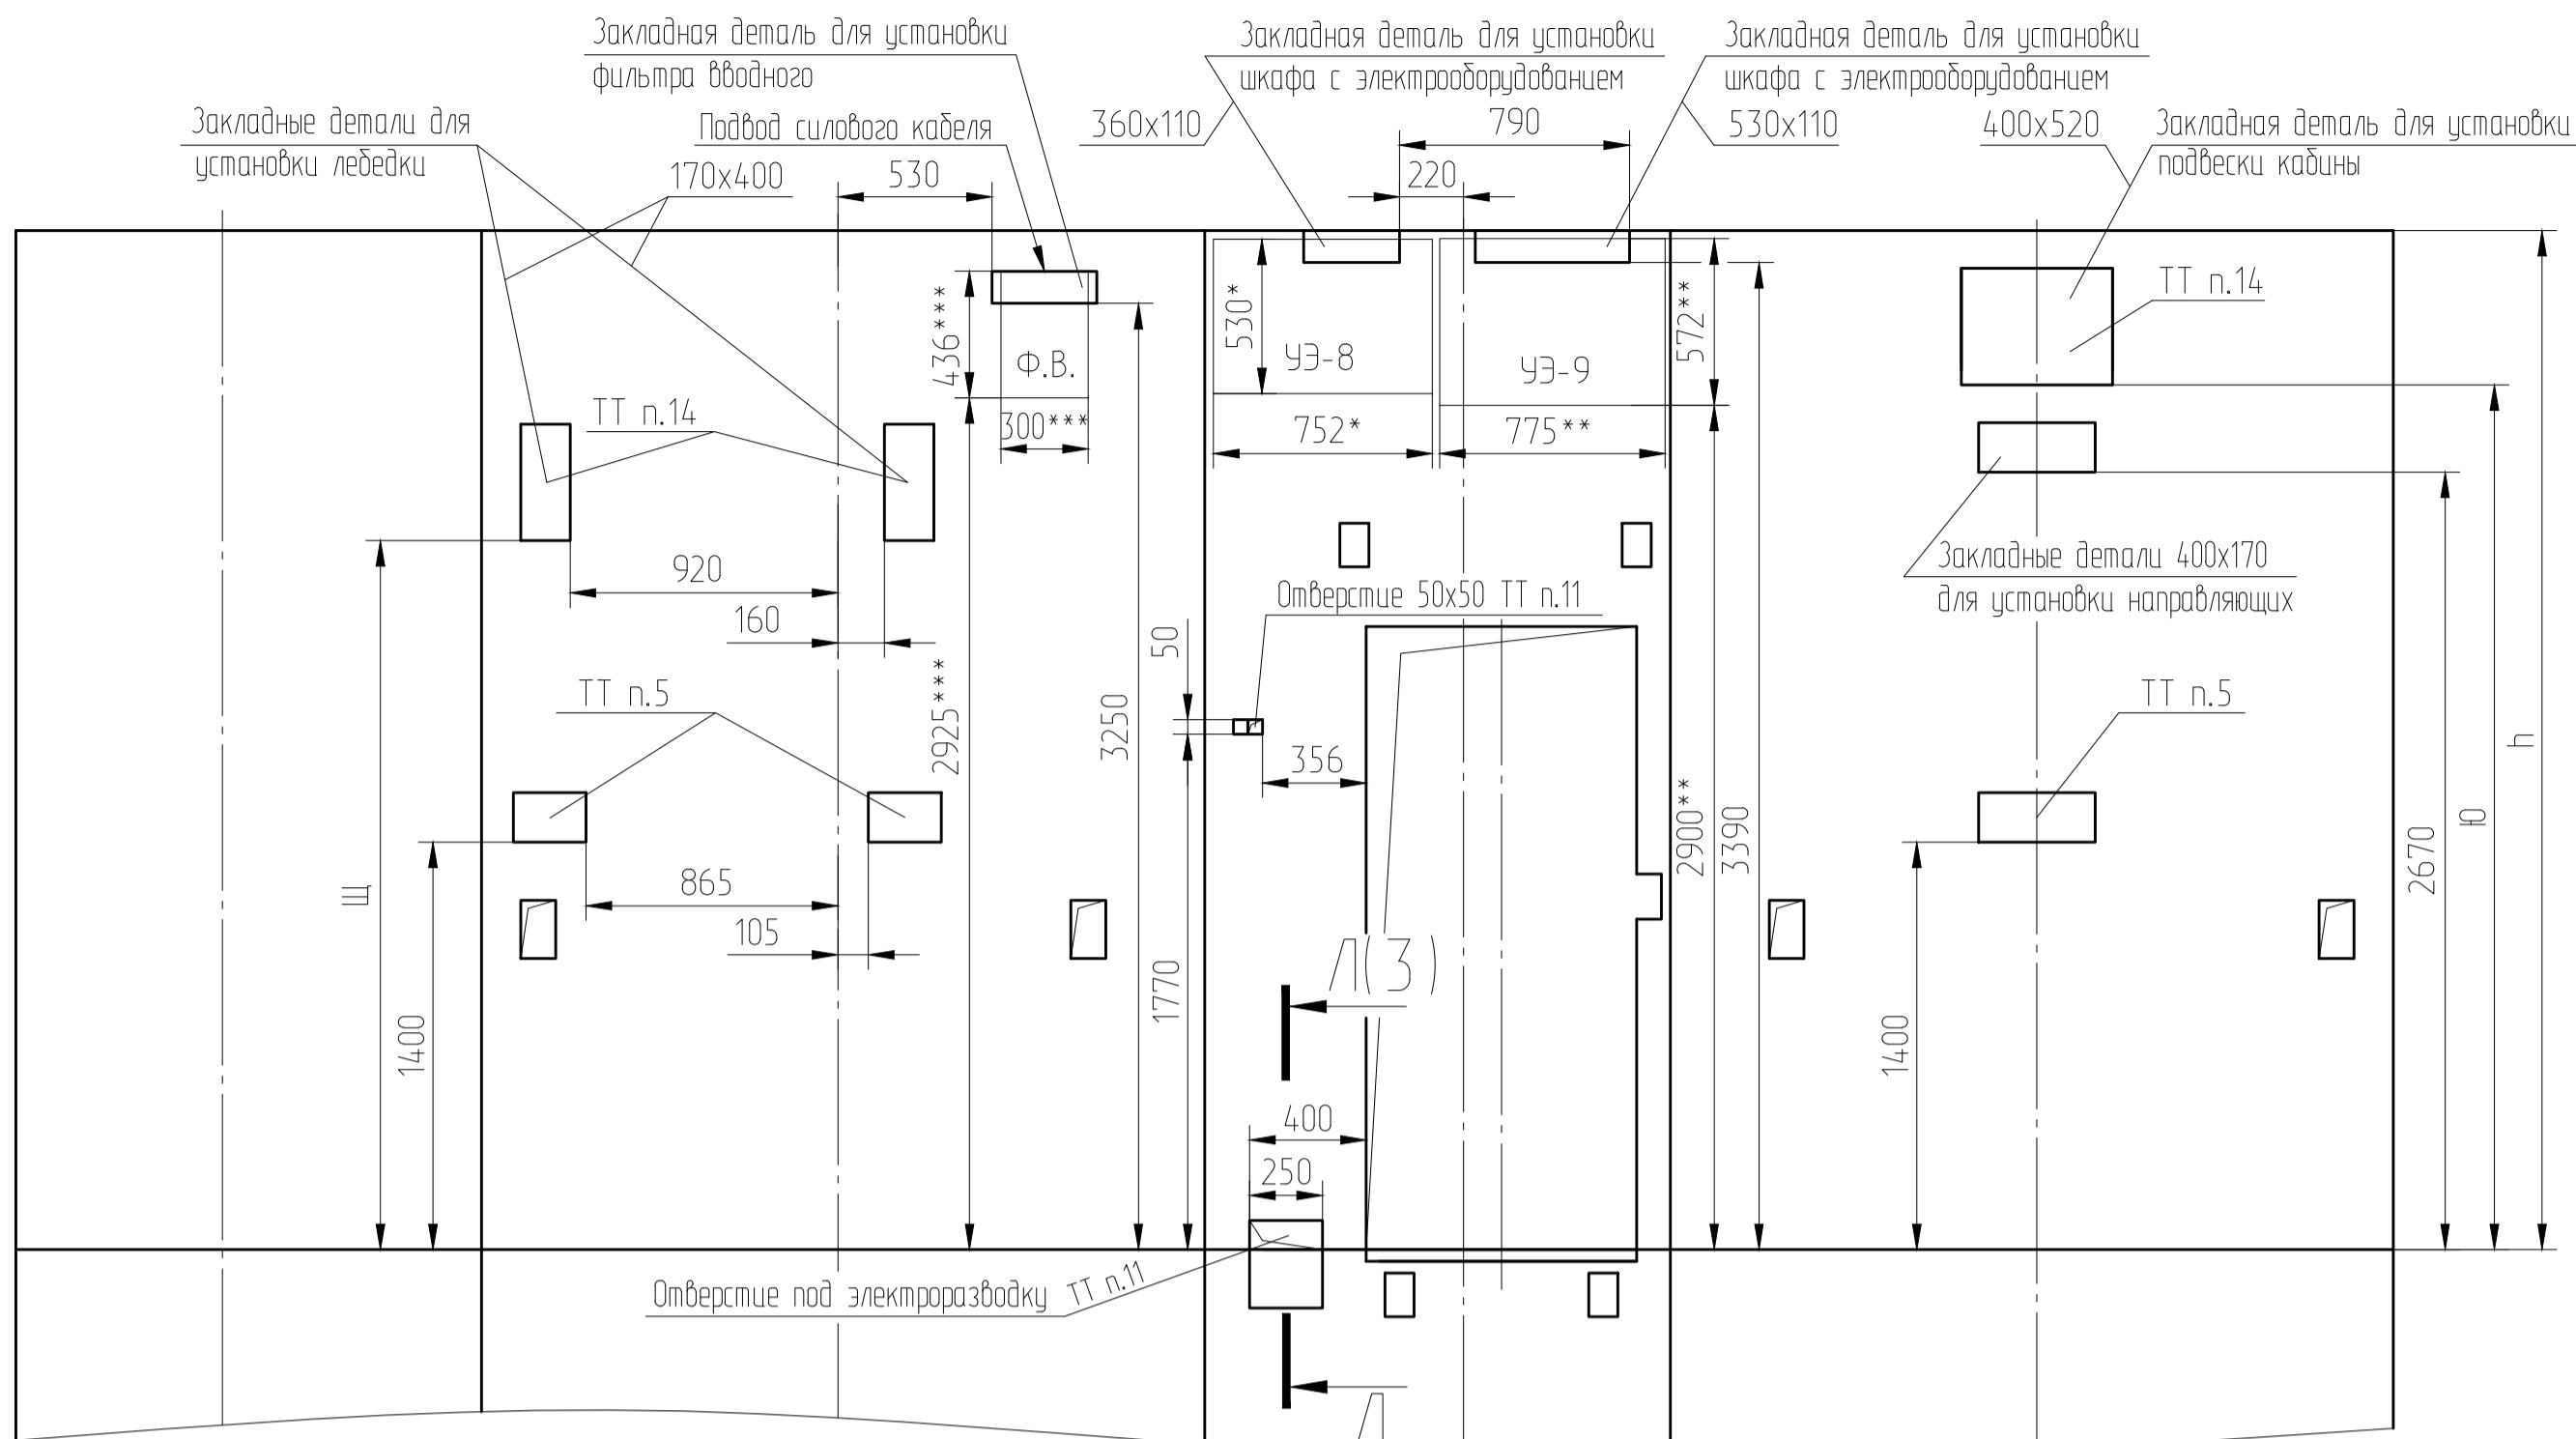 Закладная деталь для установки
фильтра вводного
Закладная деталь для установки
шкафа с электрооборудованием
Закладная деталь для установки
шкафа с электрооборудованием
Закладные детали для
установки лебедки
Подвод силового кабеля
360х110
790
530х110
400х520
Закладная деталь для установки
подвески кабины
170х400
530
220
ТТ п.14
436***
Ф.В.
530*
УЭ-8
УЭ-9
572**
ТТ п.14
300***
752*
775**
920
Закладные детали 400х170
для установки направляющих
Отверстие 50х50 ТТ п.11
160
50
ТТ п.5
2925***
3250
356
ТТ п.5
h
2900**
3390
Ю
2670
865
Щ
105
1770
Л(3)
1400
1400
400
250
Отверстие под электроразводку ТТ п.11
Л